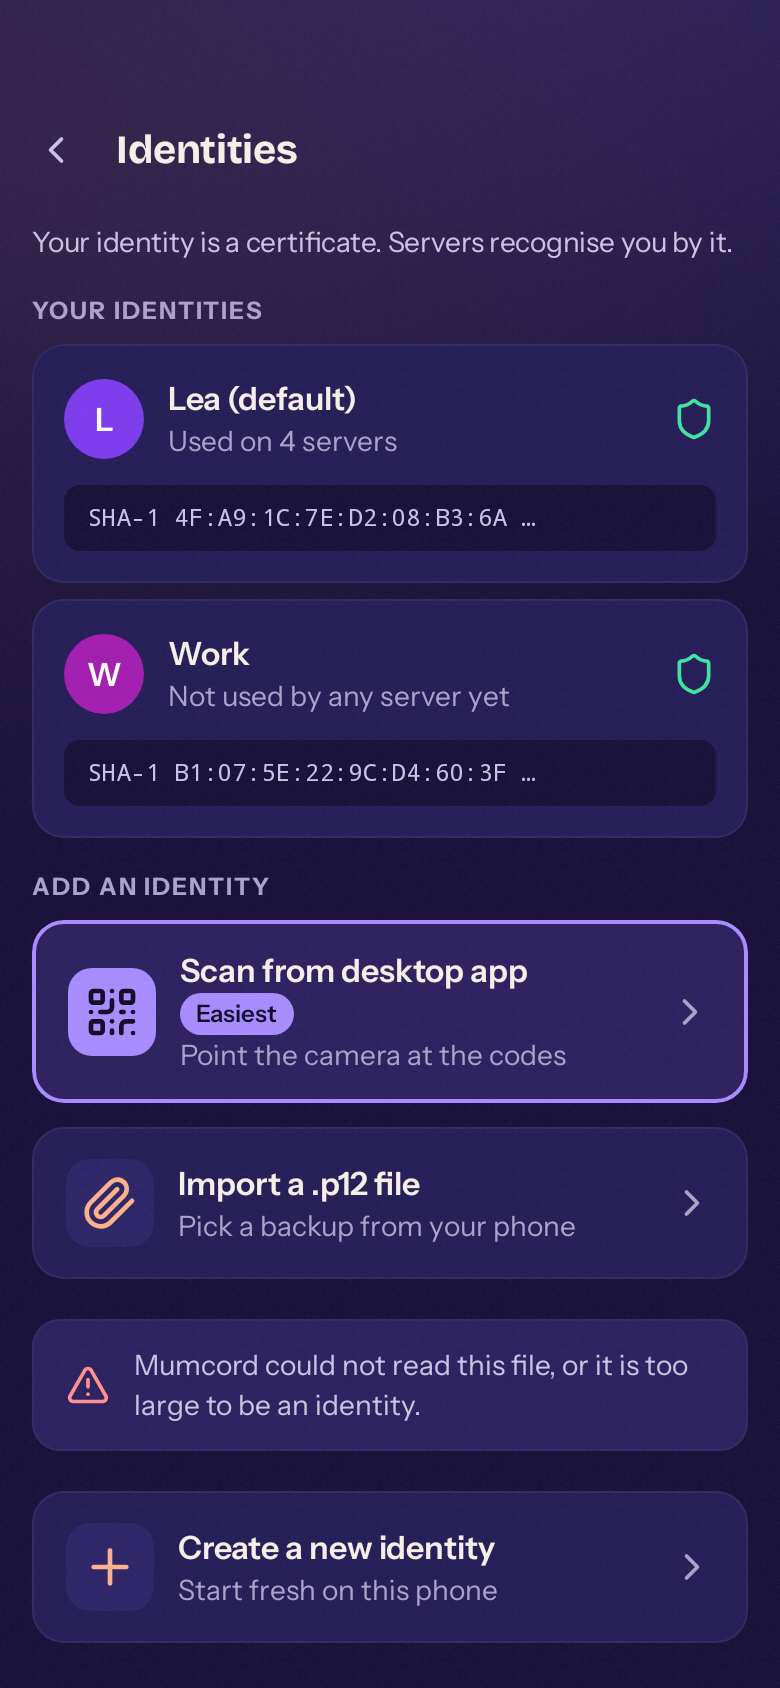 Identities
Your identity is a certificate. Servers recognise you by it.
YOUR IDENTITIES
L
Lea (default)
Used on 4 servers
SHA-1 4F:A9:1C:7E:D2:08:B3:6A …
W
Work
Not used by any server yet
SHA-1 B1:07:5E:22:9C:D4:60:3F …
ADD AN IDENTITY
Scan from desktop app
Easiest
Point the camera at the codes
Import a .p12 file
Pick a backup from your phone
Mumcord could not read this file, or it is too
large to be an identity.
Create a new identity
Start fresh on this phone